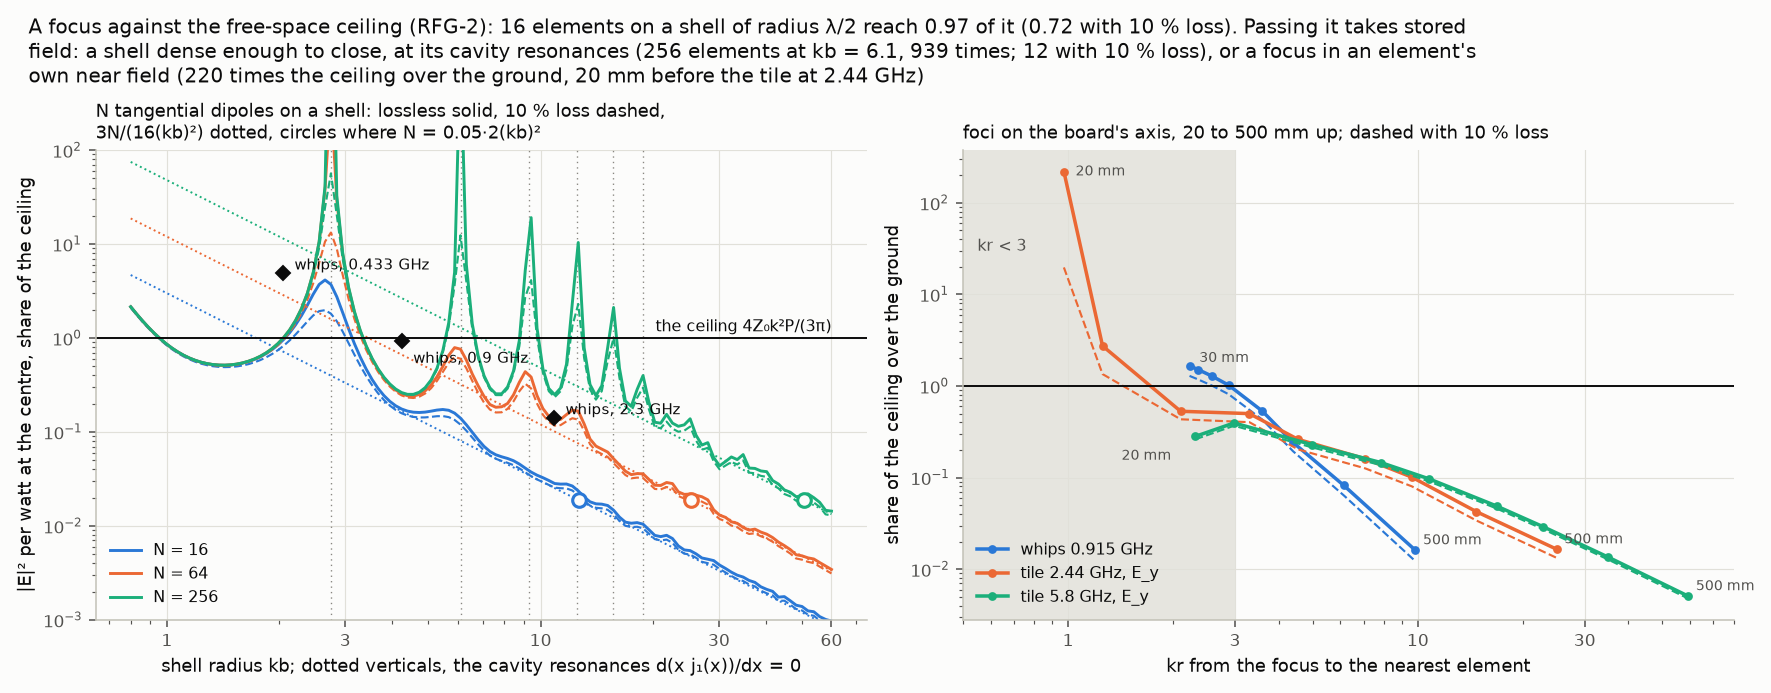 A focus against the free-space ceiling (RFG-2): 16 elements on a shell of radius λ/2 reach 0.97 of it (0.72 with 10 % loss). Passing it takes stored
field: a shell dense enough to close, at its cavity resonances (256 elements at kb = 6.1, 939 times; 12 with 10 % loss), or a focus in an element's
own near field (220 times the ceiling over the ground, 20 mm before the tile at 2.44 GHz)
N tangential dipoles on a shell: lossless solid, 10 % loss dashed,
3N/(16(kb)²) dotted, circles where N = 0.05·2(kb)²
|E|² per watt at the centre, share of the ceiling
10²
10¹
10⁰
10⁻¹
10⁻²
10⁻³
whips, 0.433 GHz
the ceiling 4Z₀k²P/(3π)
whips, 0.9 GHz
whips, 2.3 GHz
N = 16
N = 64
N = 256
1
3
10
30
60
shell radius kb; dotted verticals, the cavity resonances d(x j₁(x))/dx = 0
foci on the board's axis, 20 to 500 mm up; dashed with 10 % loss
share of the ceiling over the ground
10²
10¹
10⁰
10⁻¹
10⁻²
20 mm
kr < 3
30 mm
20 mm
500 mm
500 mm
500 mm
whips 0.915 GHz
tile 2.44 GHz, E_y
tile 5.8 GHz, E_y
1
3
10
30
kr from the focus to the nearest element